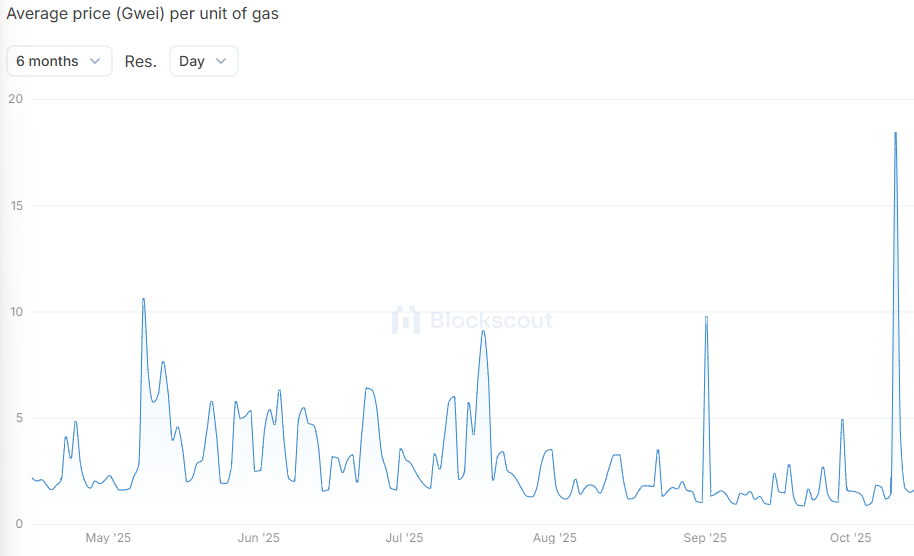 Average price (Gwei) per unit of gas
6 months Res. Day
20
15
10
Blockscout
5
0
May '25 Jun '25 Jul '25 Aug '25 Sep '25 Oct '25